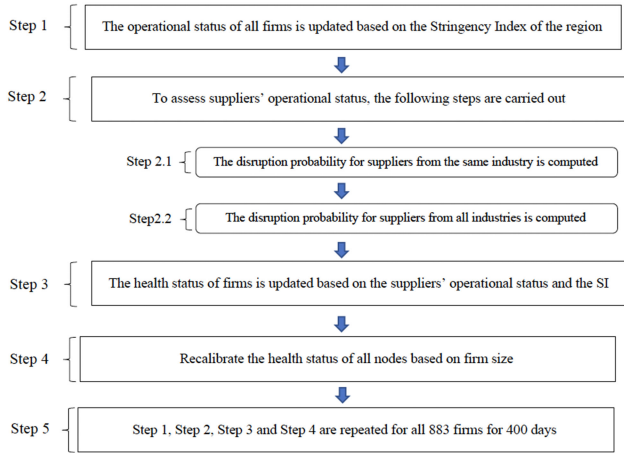 Step 1
The operational status of all firms is updated based on the Stringency Index of the region
Step 2
To assess suppliers' operational status, the following steps are carried out
Step 2.1
The disruption probability for suppliers from the same industry is computed
Step2.2
The disruption probability for suppliers from all industries is computed
Step 3
The health status of firms is updated based on the suppliers' operational status and the SI
Step 4
Recalibrate the health status of all nodes based on firm size
Step 5
Step 1, Step 2, Step 3 and Step 4 are repeated for all 883 firms for 400 days